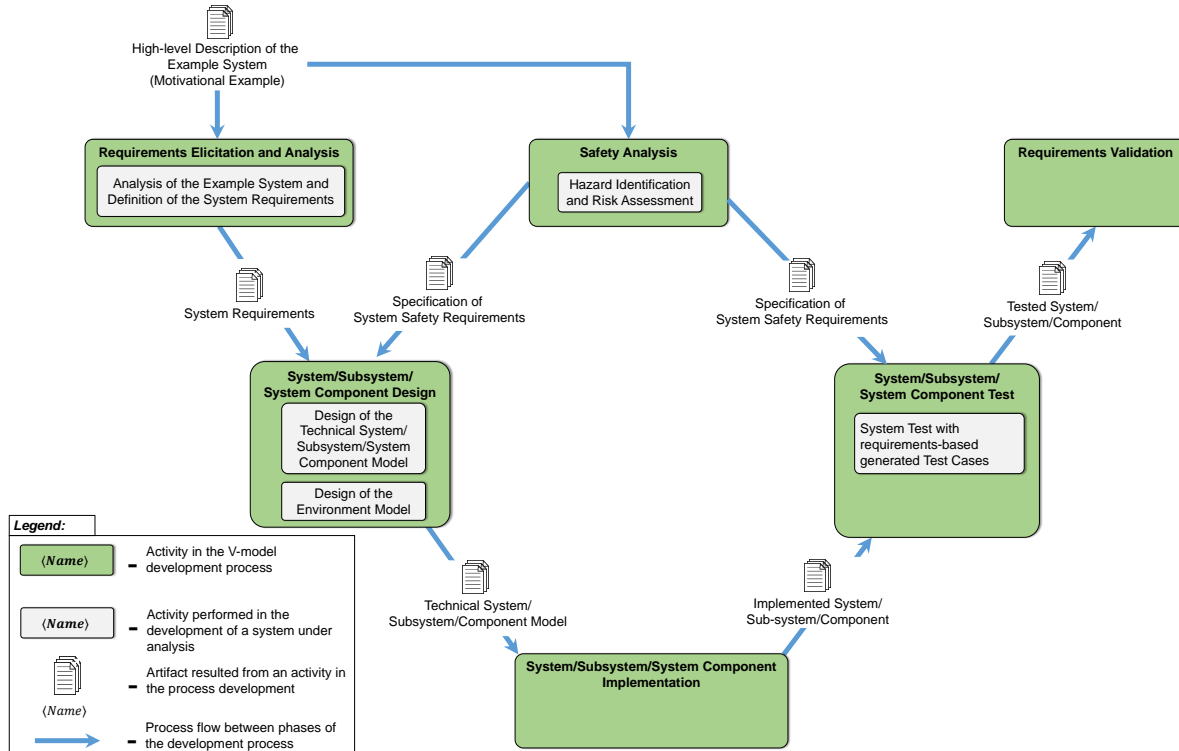 High-level Description of the
Example System
(Motivational Example)
Requirements Elicitation and Analysis
Analysis of the Example System and
Definition of the System Requirements
Safety Analysis
Hazard Identification
and Risk Assessment
Requirements Validation
System Requirements
Specification of
System Safety Requirements
Specification of
System Safety Requirements
Tested System/
Subsystem/Component
System/Subsystem/
System Component Design
Design of the
Technical System/
Subsystem/System
Component Model
Design of the
Environment Model
System/Subsystem/
System Component Test
System Test with
requirements-based
generated Test Cases
Technical System/
Subsystem/Component Model
Implemented System/
Sub-system/Component
System/Subsystem/System Component
Implementation
Legend:
⟨Name⟩
- Activity in the V-model
development process
⟨Name⟩
- Activity performed in the
development of a system under
analysis
⟨Name⟩
- Artifact resulted from an activity in
the process development
- Process flow between phases of
the development process